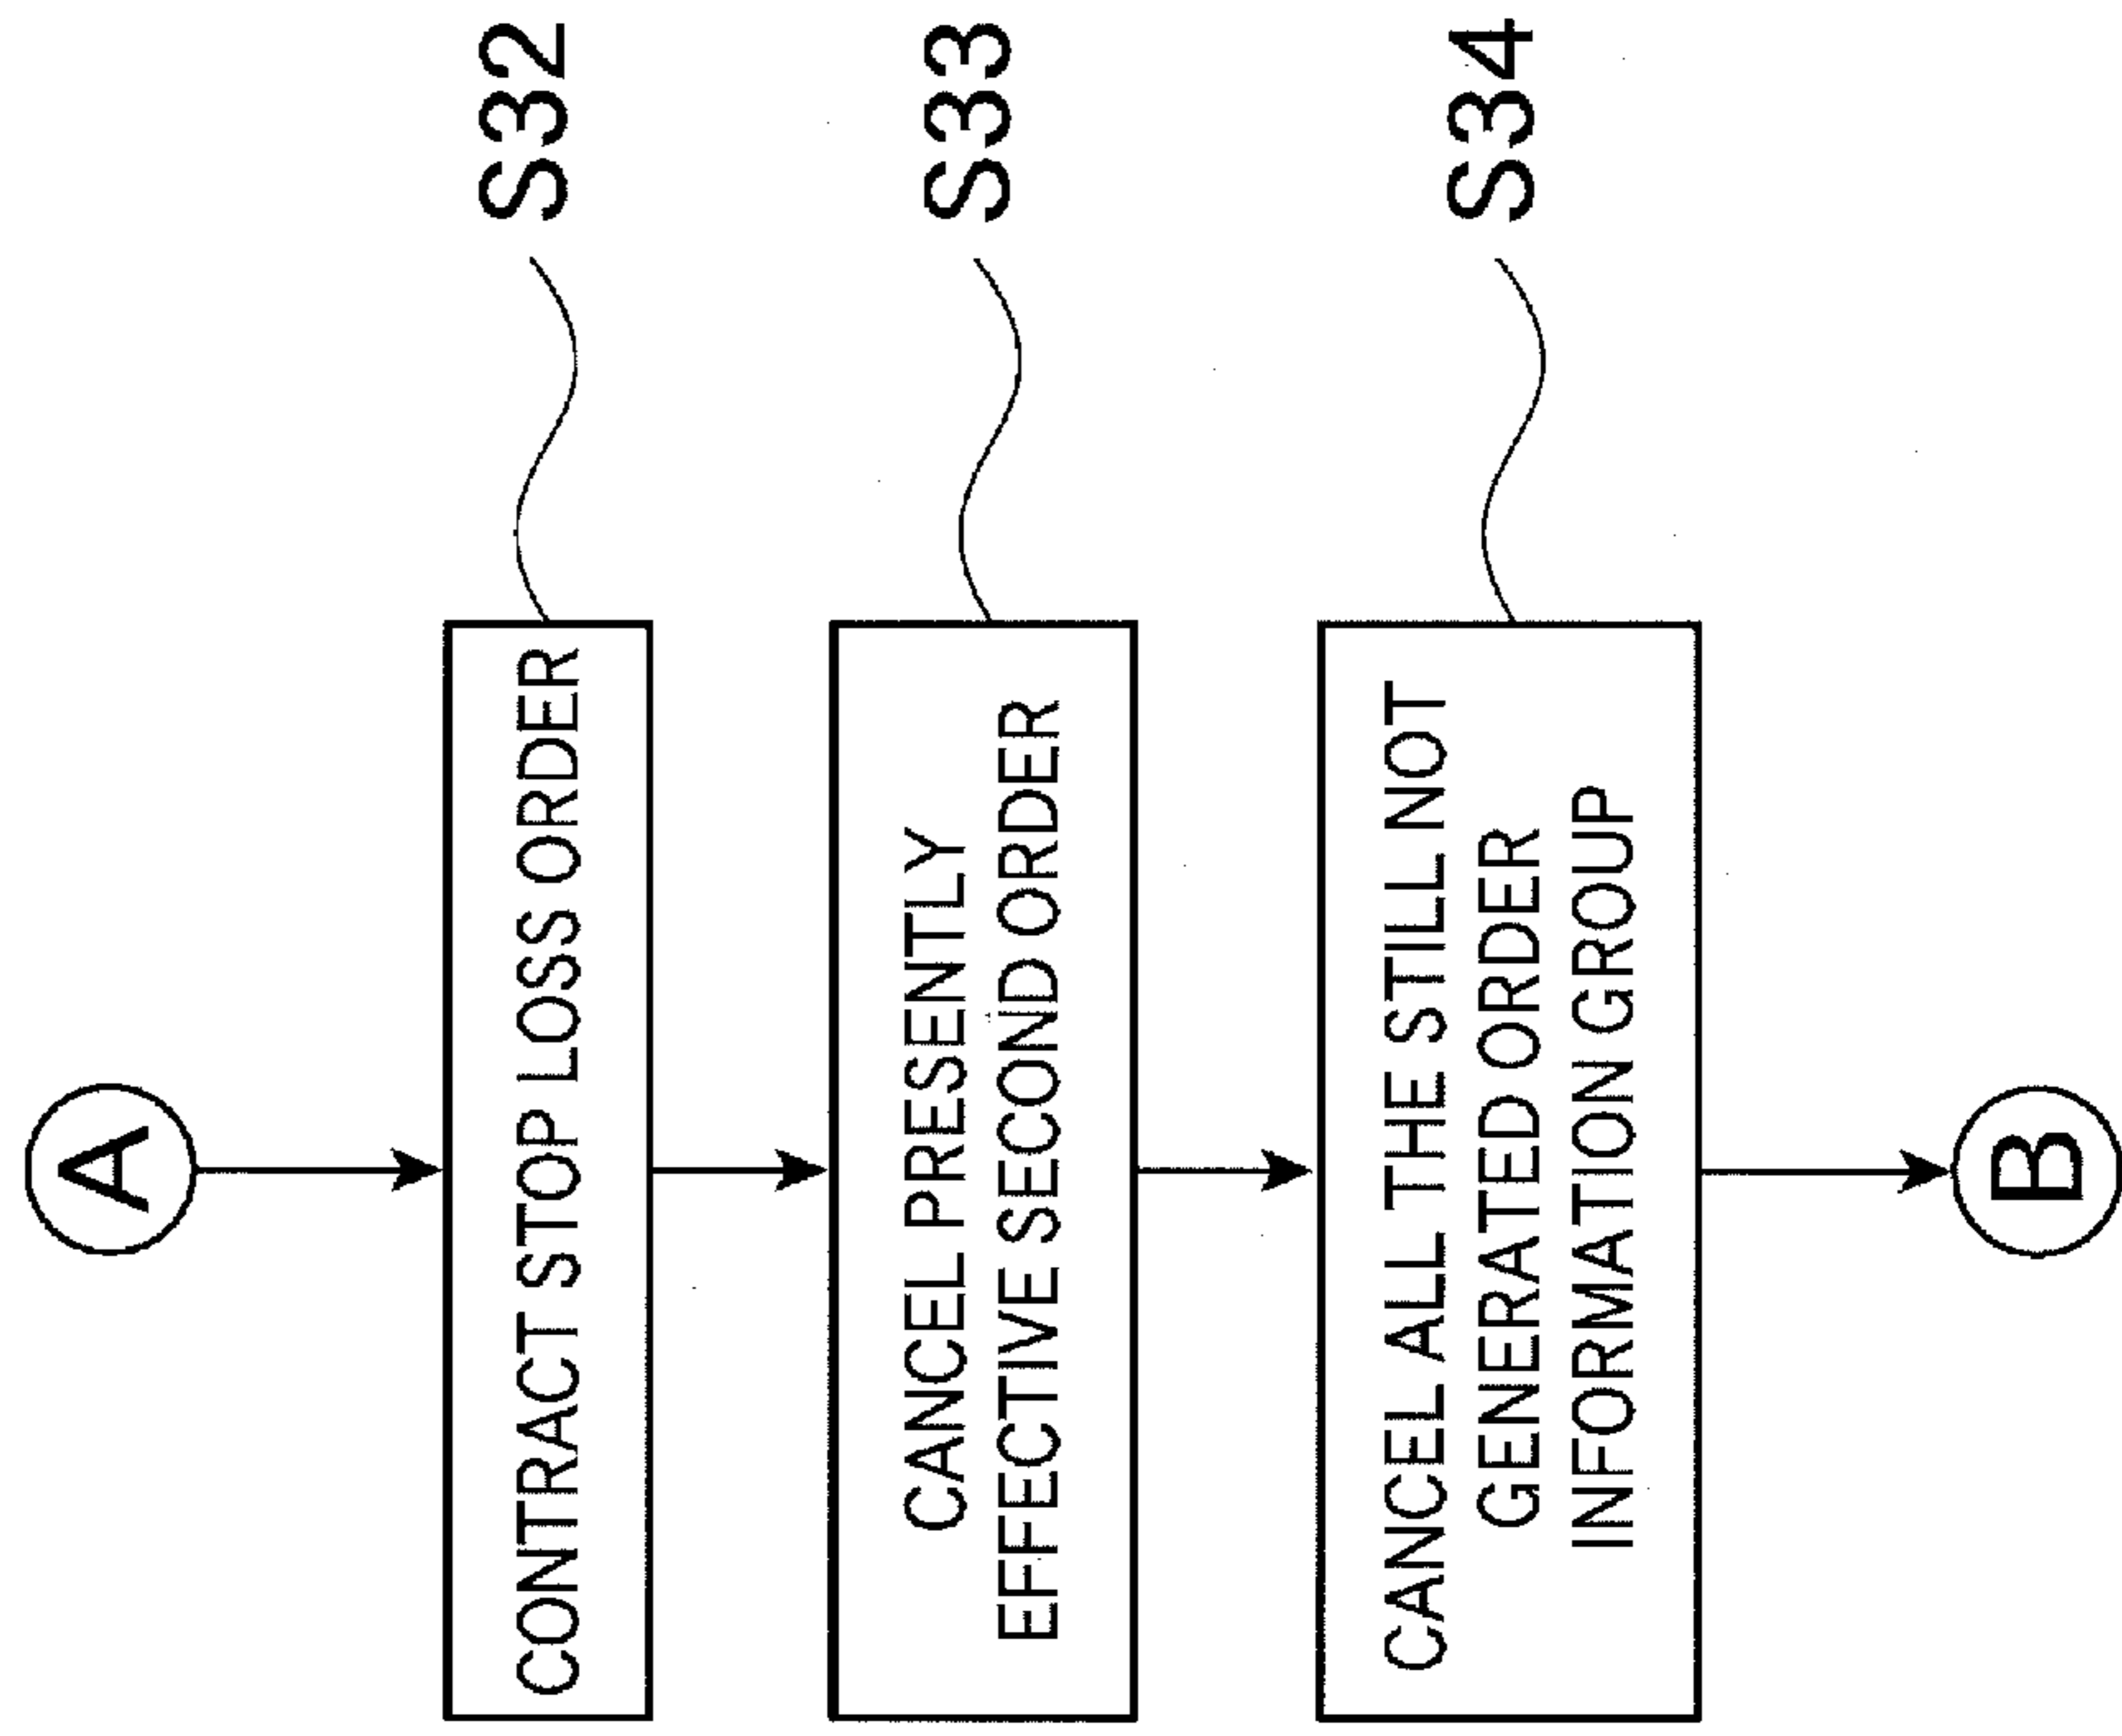 A
CONTRACT STOP LOSS ORDER
S32
CANCEL PRESENTLY
EFFECTIVE SECOND ORDER
S33
CANCEL ALL THE STILL NOT
GENERATED ORDER
INFORMATION GROUP
S34
B